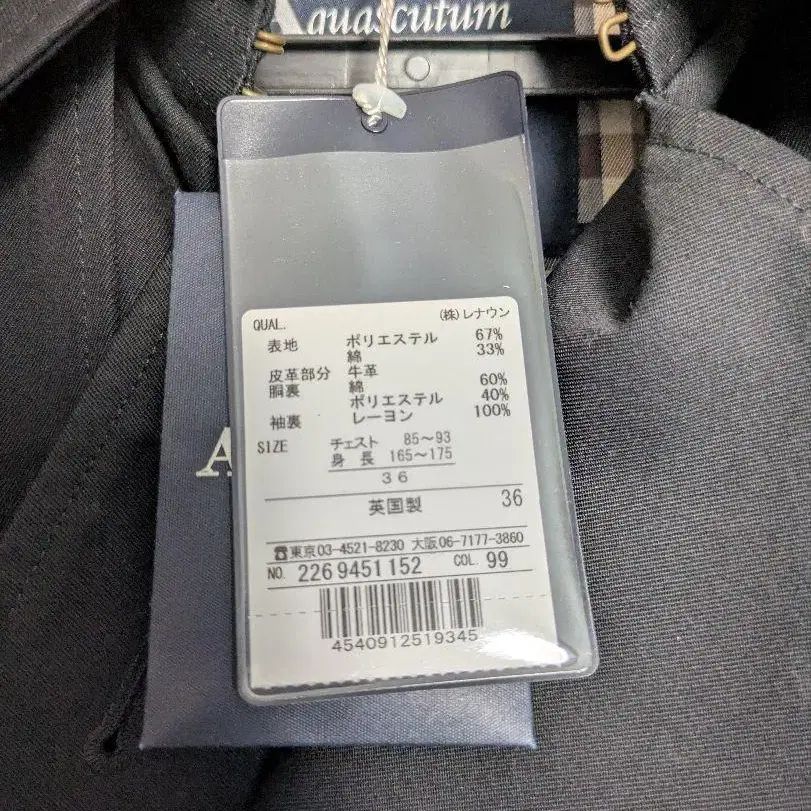 Aquascutum
QUAL. (株)レナウン
表地 ポリエステル 67%
綿 33%
皮革部分 牛革
胴裏 綿 60%
ポリエステル 40%
袖裏 レーヨン 100%
SIZE チェスト 85～93
身長 165～175
36
英国製 36
☎東京03-4521-8230 大阪06-7177-3860
NO. 226 9451 152 COL. 99
4540912519345
A